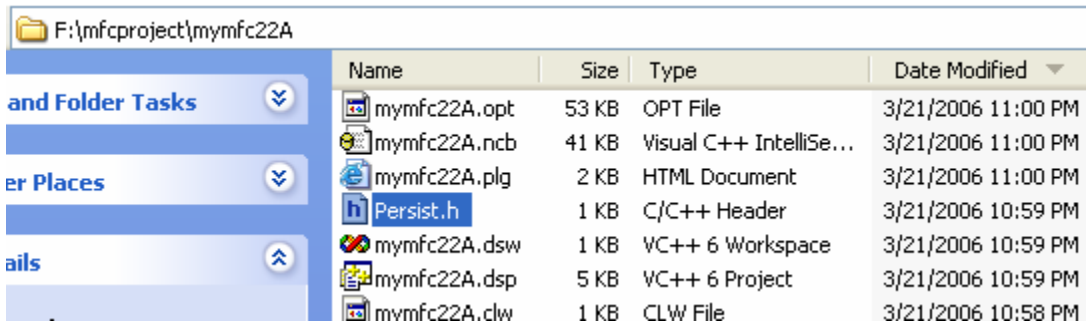 F:\mfcproject\mymfc22A
Name Size Type Date Modified
and Folder Tasks
mymfc22A.opt 53 KB OPT File 3/21/2006 11:00 PM
mymfc22A.ncb 41 KB Visual C++ IntelliSe... 3/21/2006 11:00 PM
er Places
mymfc22A.plg 2 KB HTML Document 3/21/2006 11:00 PM
Persist.h 1 KB C/C++ Header 3/21/2006 10:59 PM
mymfc22A.dsw 1 KB VC++ 6 Workspace 3/21/2006 10:59 PM
ails
mymfc22A.dsp 5 KB VC++ 6 Project 3/21/2006 10:59 PM
mymfc22A.clw 1 KB CLW File 3/21/2006 10:58 PM